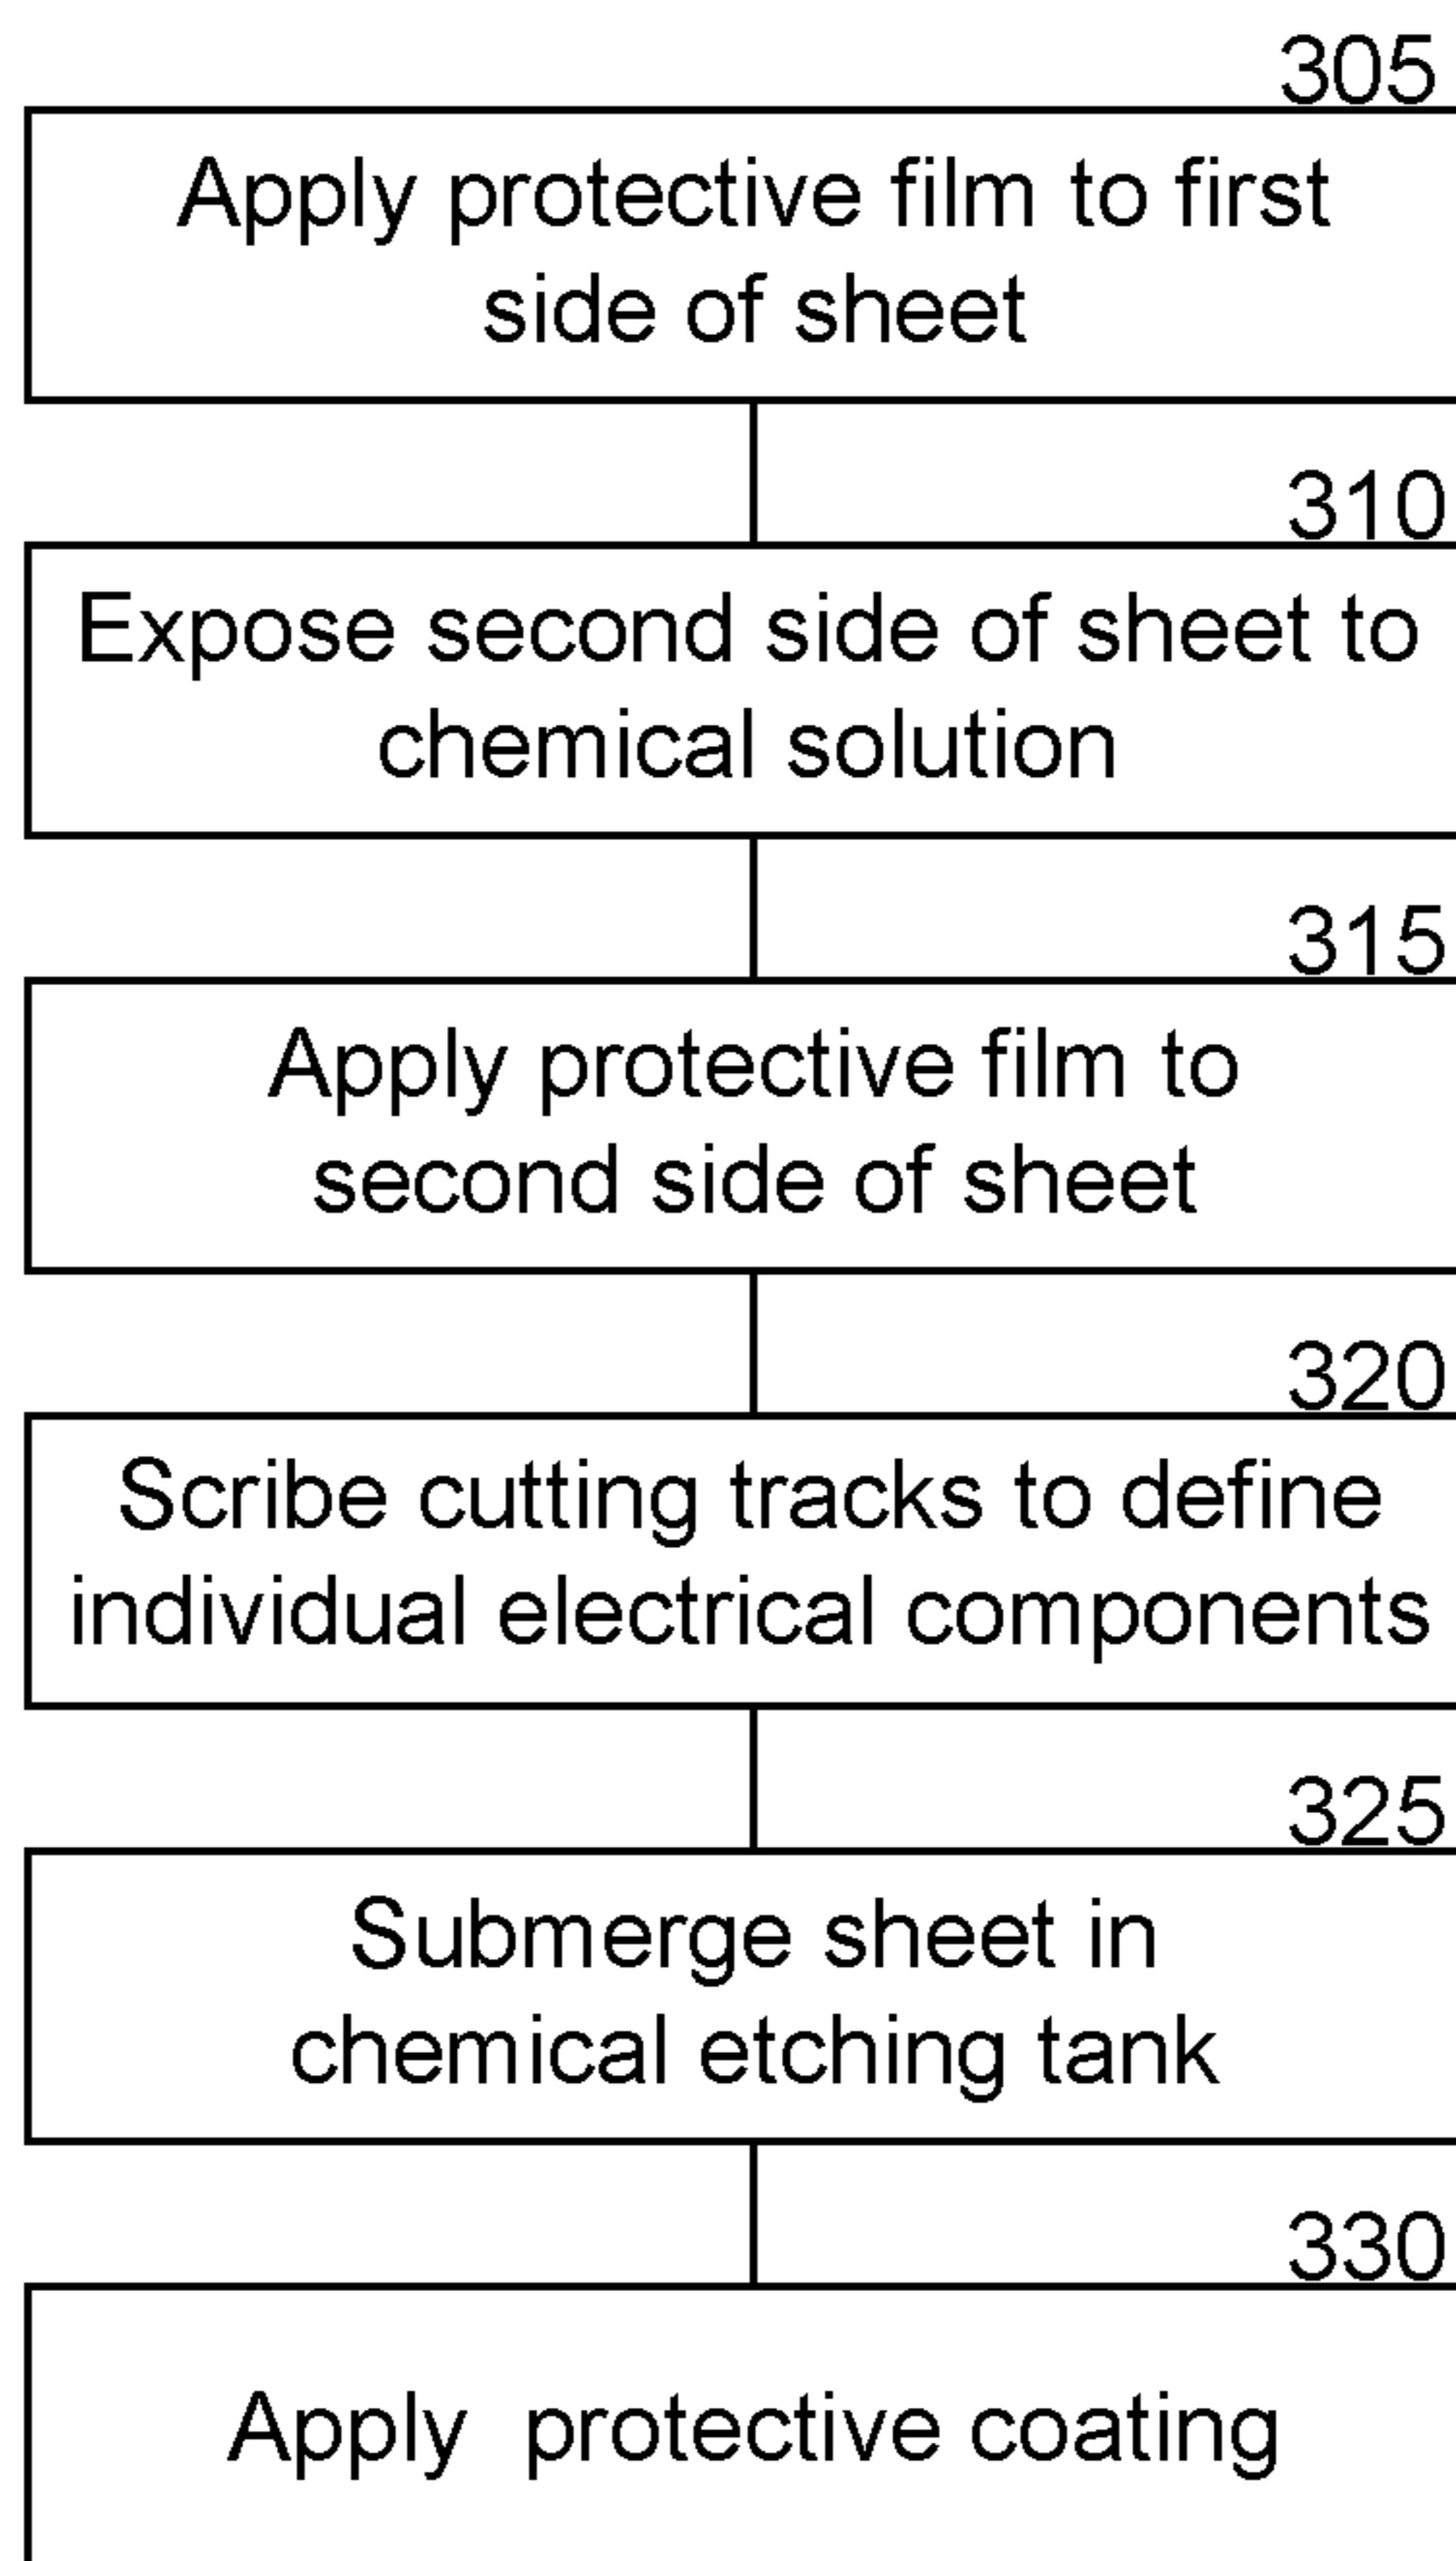 305
Apply protective film to first
side of sheet
310
Expose second side of sheet to
chemical solution
315
Apply protective film to
second side of sheet
320
Scribe cutting tracks to define
individual electrical components
325
Submerge sheet in
chemical etching tank
330
Apply protective coating